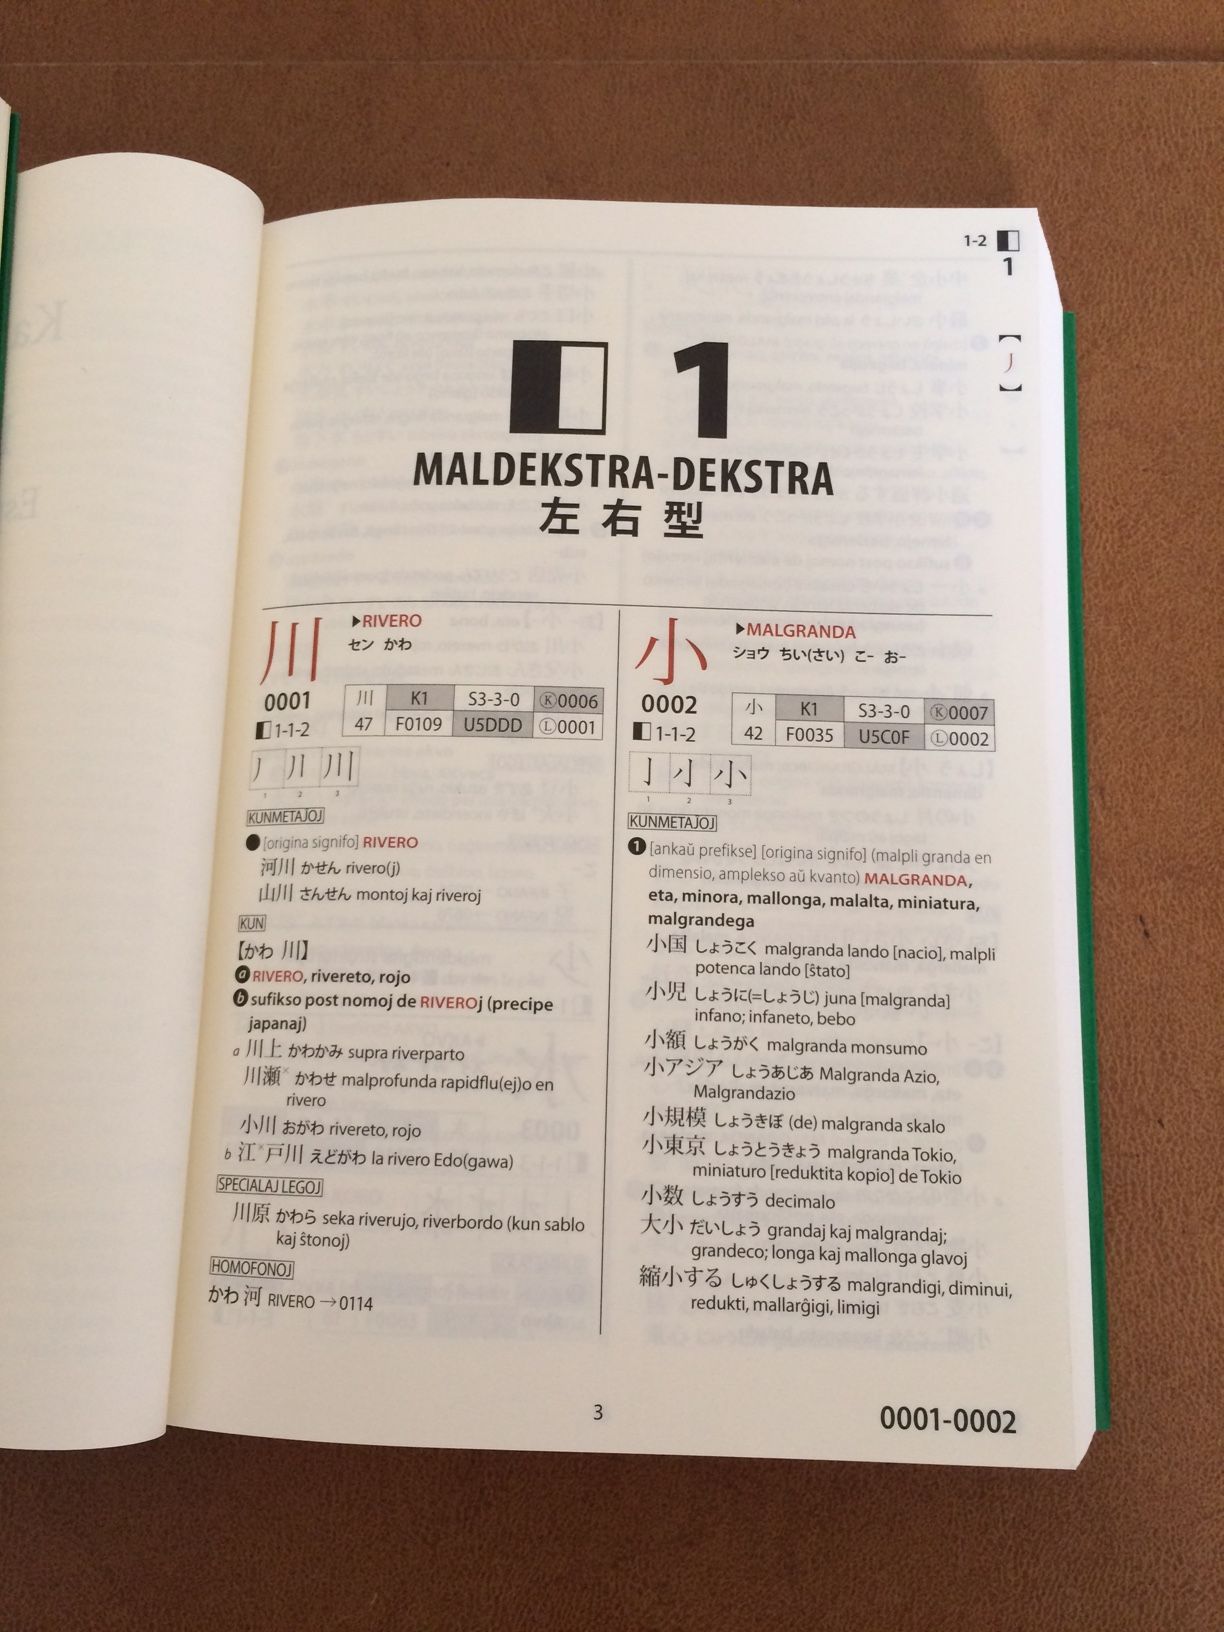 1-2
1
【丿】
1
MALDEKSTRA-DEKSTRA
左右型
川 ▶RIVERO
セン かわ
0001
1-1-2
川 K1 S3-3-0 Ⓚ0006
47 F0109 U5DDD Ⓛ0001
1 2 3
KUNMETAĴOJ
● [origina signifo] RIVERO
河川 かせん rivero(j)
山川 さんせん montoj kaj riveroj
KUN
【かわ 川】
a RIVERO, rivereto, rojo
b sufikso post nomoj de RIVEROj (precipe
japanaj)
a 川上 かわかみ supra riverparto
川瀬× かわせ malprofunda rapidflu(ej)o en
rivero
小川 おがわ rivereto, rojo
b 江×戸川 えどがわ la rivero Edo(gawa)
SPECIALAJ LEGOJ
川原 かわら seka riverujo, riverbordo (kun sablo
kaj ŝtonoj)
HOMOFONOJ
かわ 河 RIVERO →0114
小 ▶MALGRANDA
ショウ ちい(さい) こ- お-
0002
1-1-2
小 K1 S3-3-0 Ⓚ0007
42 F0035 U5C0F Ⓛ0002
1 2 3
KUNMETAĴOJ
❶ [ankaŭ prefikse] [origina signifo] (malpli granda en
dimensio, amplekso aŭ kvanto) MALGRANDA,
eta, minora, mallonga, malalta, miniatura,
malgrandega
小国 しょうこく malgranda lando [nacio], malpli
potenca lando [ŝtato]
小児 しょうに(=しょうじ) juna [malgranda]
infano; infaneto, bebo
小額 しょうがく malgranda monsumo
小アジア しょうあじあ Malgranda Azio,
Malgrandazio
小規模 しょうきぼ (de) malgranda skalo
小東京 しょうとうきょう malgranda Tokio,
miniaturo [reduktita kopio] de Tokio
小数 しょうすう decimalo
大小 だいしょう grandaj kaj malgrandaj;
grandeco; longa kaj mallonga glavoj
縮小する しゅくしょうする malgrandigi, diminui,
redukti, mallarĝigi, limigi
3
0001-0002